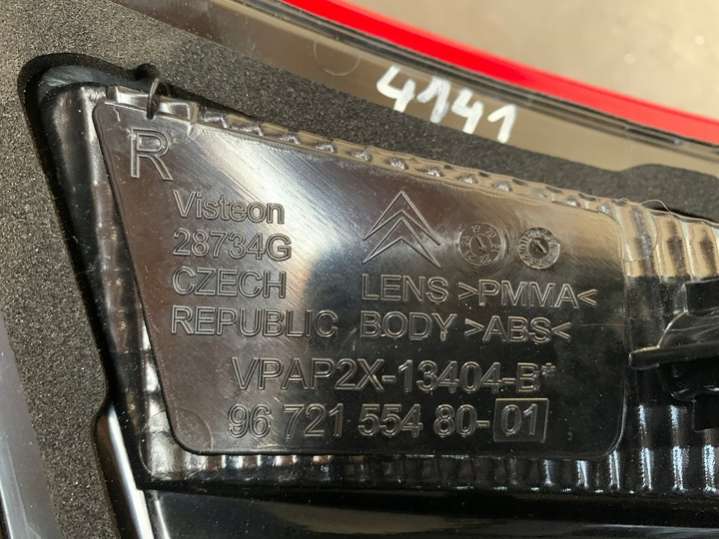 4141
R
Visteon
28734G
CZECH LENS >PMMA<
REPUBLIC BODY >ABS<
VPAP2X-13404-B*
96 721 554 80-01